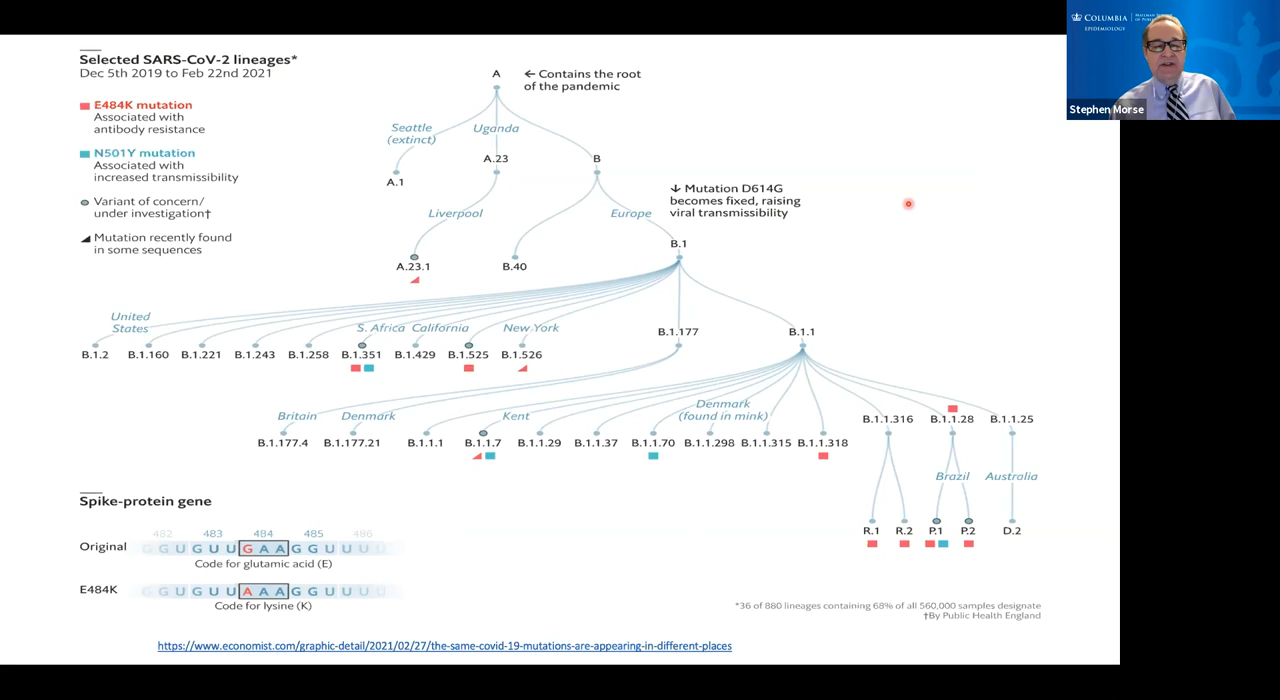 COLUMBIA
EPIDEMIOLOGY
Stephen Morse
Selected SARS-CoV-2 lineages*
Dec 5th 2019 to Feb 22nd 2021
E484K mutation
Associated with
antibody resistance
N501Y mutation
Associated with
increased transmissibility
Variant of concern/
under investigation†
Mutation recently found
in some sequences
A
← Contains the root
of the pandemic
Seattle
(extinct)
Uganda
A.23
B
A.1
↓ Mutation D614G
becomes fixed, raising
viral transmissibility
Liverpool
Europe
B.1
A.23.1
B.40
United
States
S. Africa
California
New York
B.1.177
B.1.1
B.1.2
B.1.160
B.1.221
B.1.243
B.1.258
B.1.351
B.1.429
B.1.525
B.1.526
Britain
Denmark
Kent
Denmark
(found in mink)
B.1.1.316
B.1.1.28
B.1.1.25
B.1.177.4
B.1.177.21
B.1.1.1
B.1.1.7
B.1.1.29
B.1.1.37
B.1.1.70
B.1.1.298
B.1.1.315
B.1.1.318
Brazil
Australia
R.1
R.2
P.1
P.2
D.2
Spike-protein gene
482 483 484 485 486
Original
G G U G U U G A A G G U U U U
Code for glutamic acid (E)
E484K
G G U G U U A A A G G U U U U
Code for lysine (K)
*36 of 880 lineages containing 68% of all 560,000 samples designate
†By Public Health England
https://www.economist.com/graphic-detail/2021/02/27/the-same-covid-19-mutations-are-appearing-in-different-places